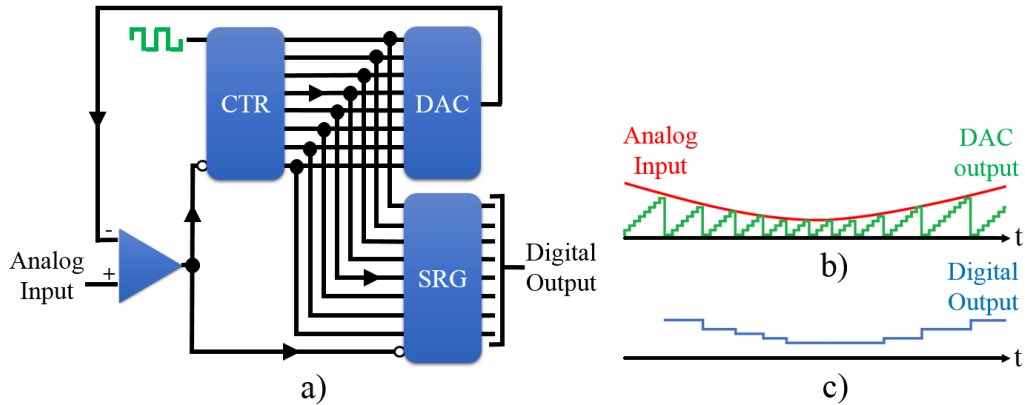 CTR
DAC
-
+
Analog
Input
SRG
Digital
Output
a)
Analog
Input
DAC
output
t
b)
Digital
Output
t
c)